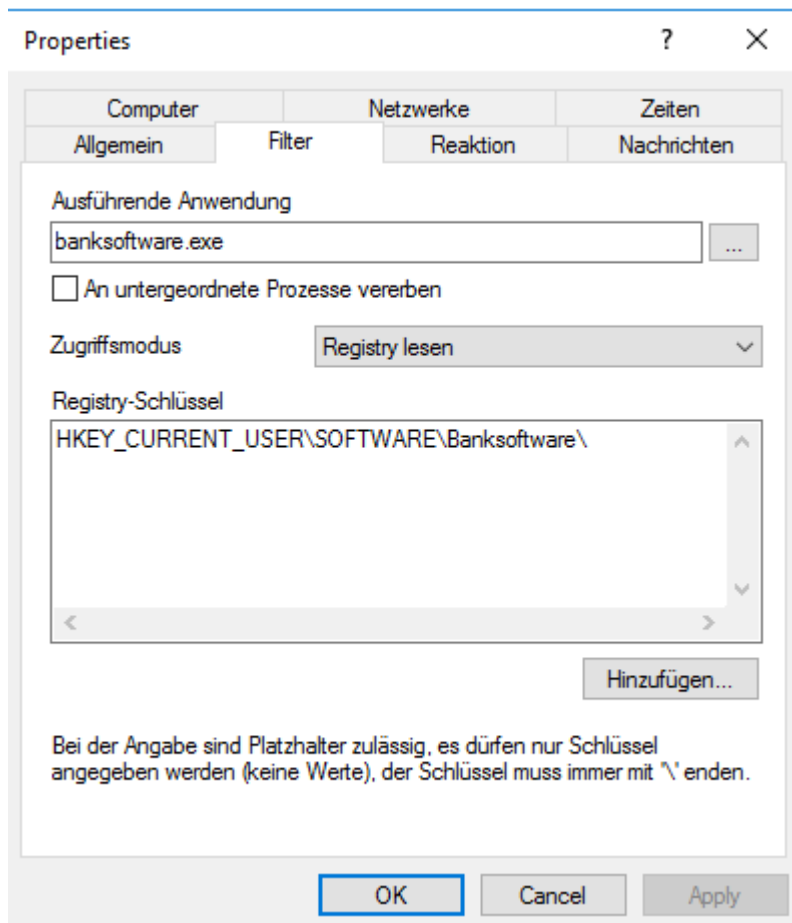 Properties
?
Computer Netzwerke Zeiten
Allgemein Filter Reaktion Nachrichten
Ausführende Anwendung
banksoftware.exe
...
An untergeordnete Prozesse vererben
Zugriffsmodus Registry lesen
Registry-Schlüssel
HKEY_CURRENT_USER\SOFTWARE\Banksoftware\
Hinzufügen...
Bei der Angabe sind Platzhalter zulässig, es dürfen nur Schlüssel
angegeben werden (keine Werte), der Schlüssel muss immer mit '\' enden.
OK Cancel Apply